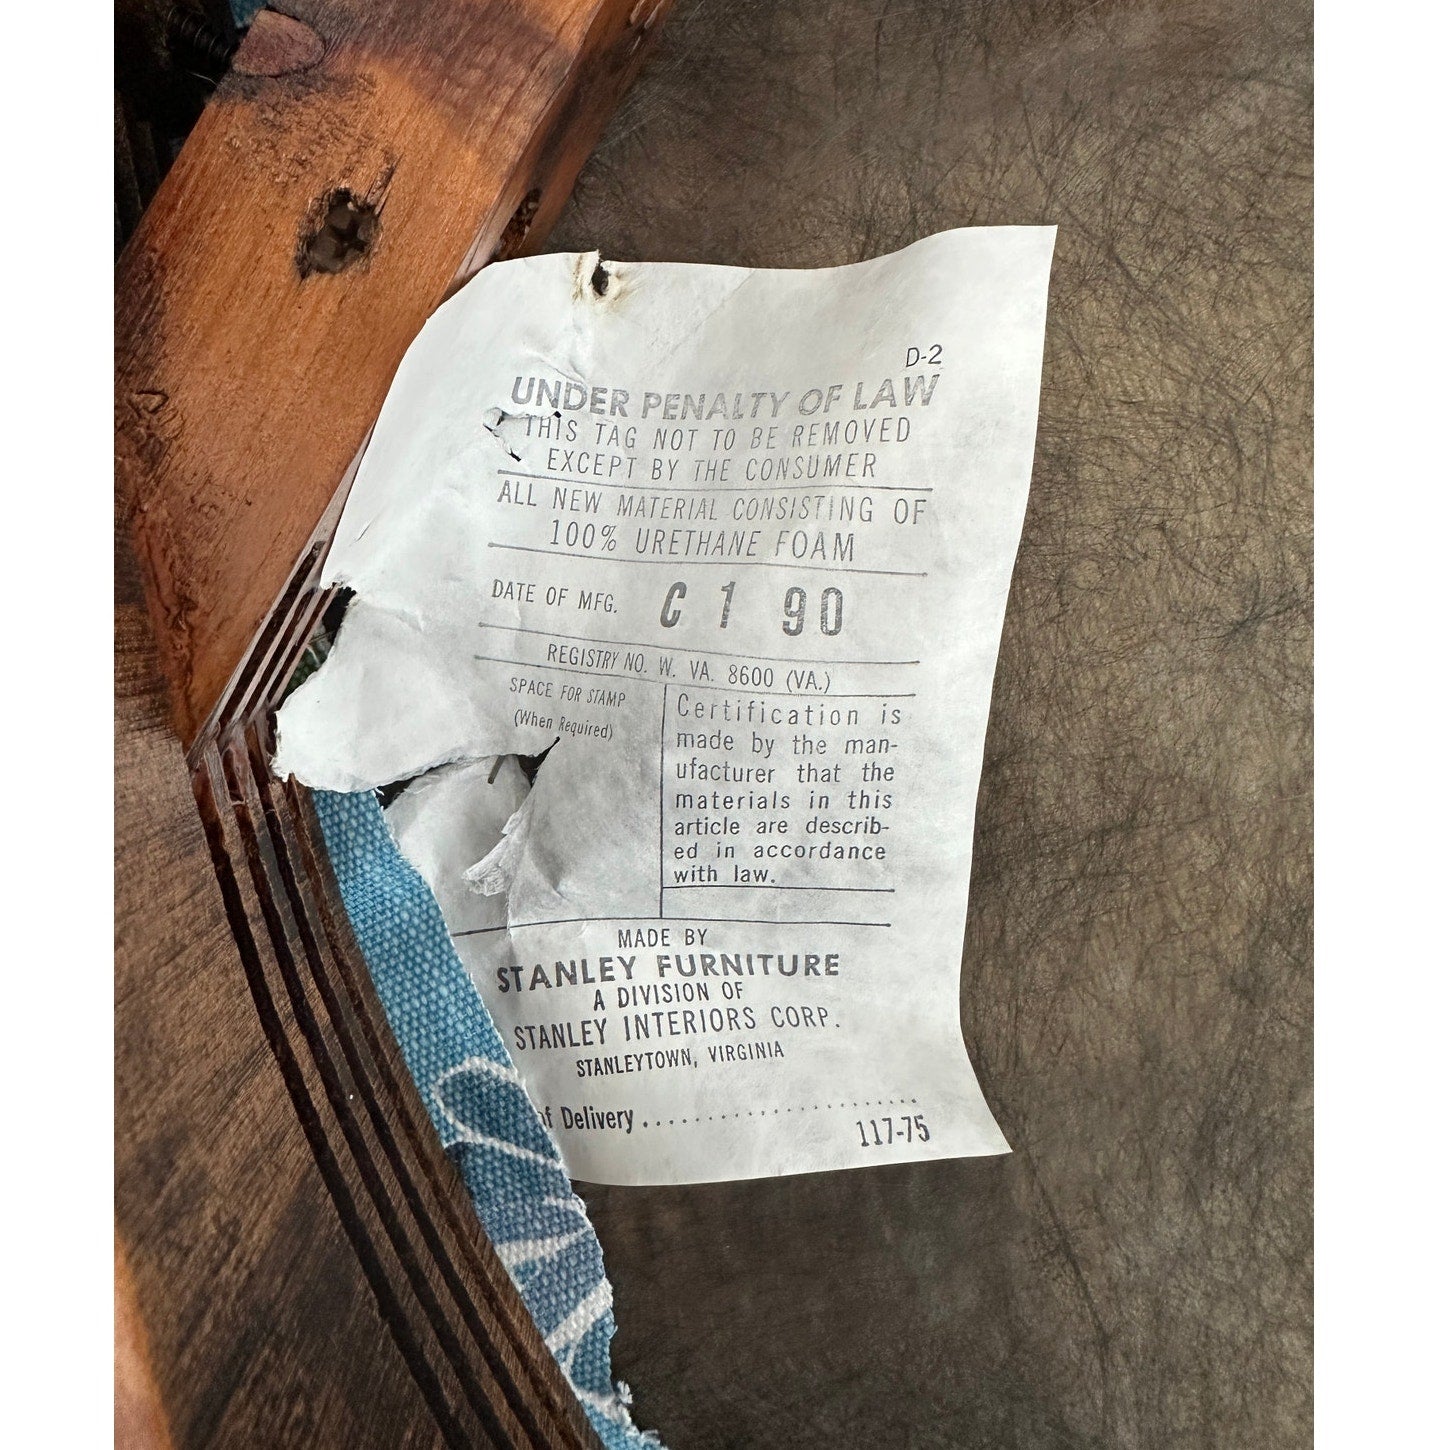 D-2
UNDER PENALTY OF LAW
THIS TAG NOT TO BE REMOVED
EXCEPT BY THE CONSUMER
ALL NEW MATERIAL CONSISTING OF
100% URETHANE FOAM
DATE OF MFG. C 1 90
REGISTRY NO. W. VA. 8600 (VA.)
SPACE FOR STAMP
(When Required)
Certification is
made by the man-
ufacturer that the
materials in this
article are describ-
ed in accordance
with law.
MADE BY
STANLEY FURNITURE
A DIVISION OF
STANLEY INTERIORS CORP.
STANLEYTOWN, VIRGINIA
of Delivery ........................
117-75